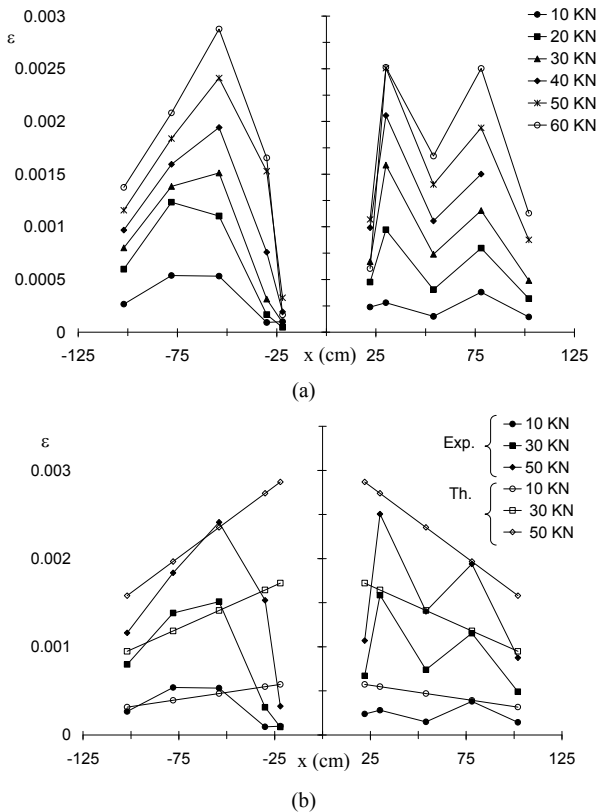 0.003
ε
0.0025
0.002
0.0015
0.001
0.0005
0
-125 -75 -25 x (cm) 25 75 125
10 KN
20 KN
30 KN
40 KN
50 KN
60 KN
(a)
ε
0.003
0.002
0.001
0
-125 -75 -25 x (cm) 25 75 125
Exp.
10 KN
30 KN
50 KN
Th.
10 KN
30 KN
50 KN
(b)